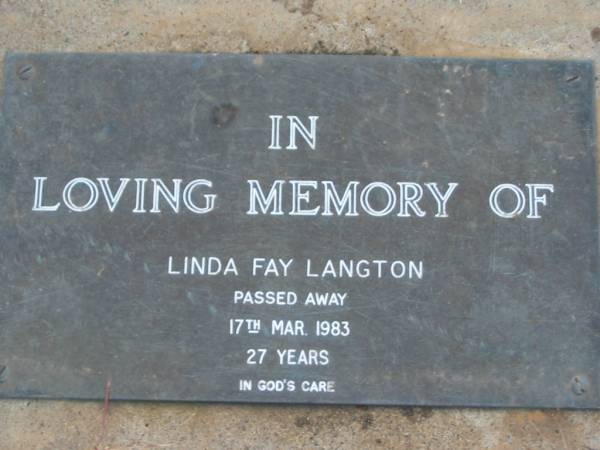 IN
LOVING MEMORY OF
LINDA FAY LANGTON
PASSED AWAY
17TH MAR. 1983
27 YEARS
IN GOD'S CARE